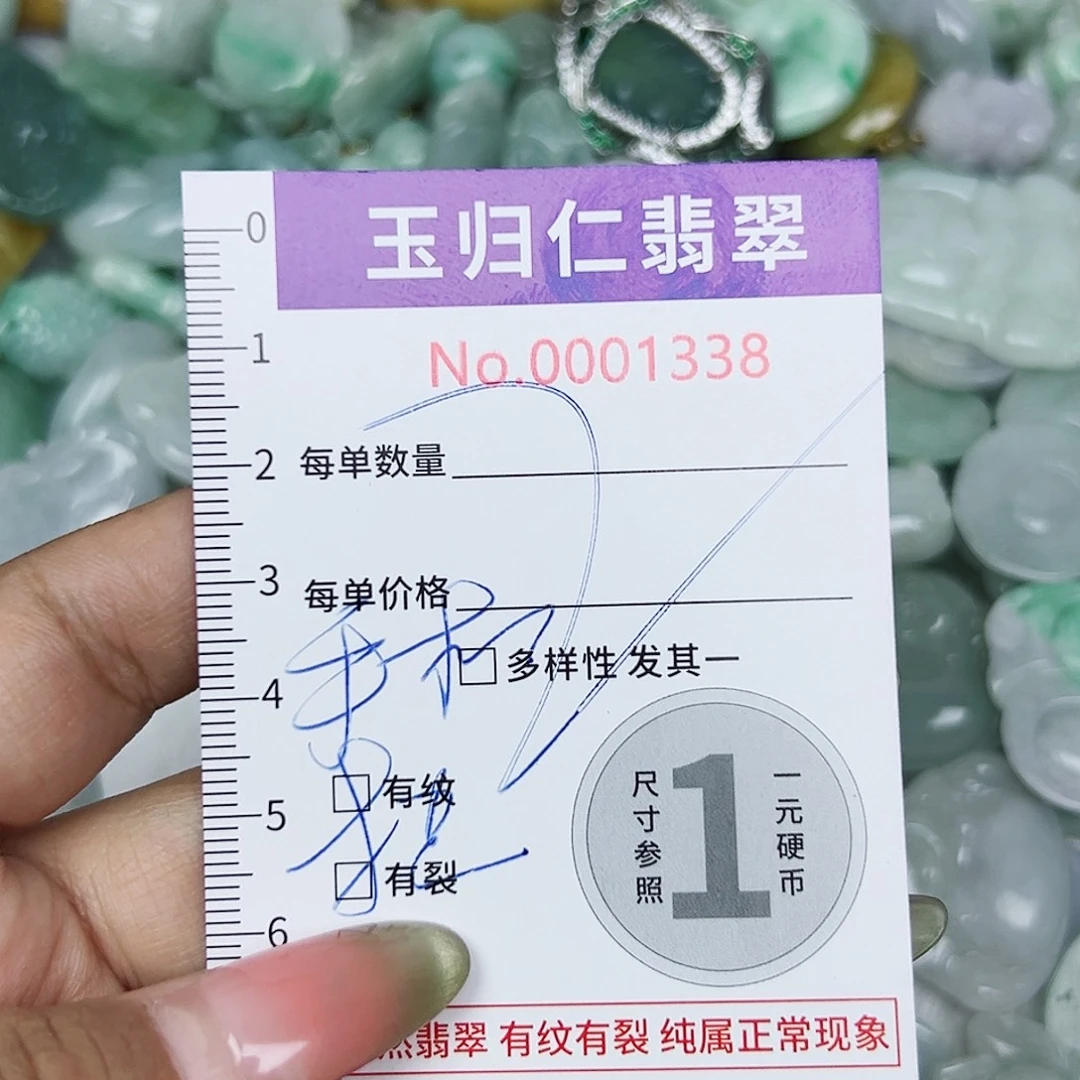 玉归仁翡翠
No.0001338
0
1
2
3
4
5
6
每单数量
每单价格
多样性 发其一
有纹
有裂
尺寸参照
1
一元硬币
然翡翠 有纹有裂 纯属正常现象